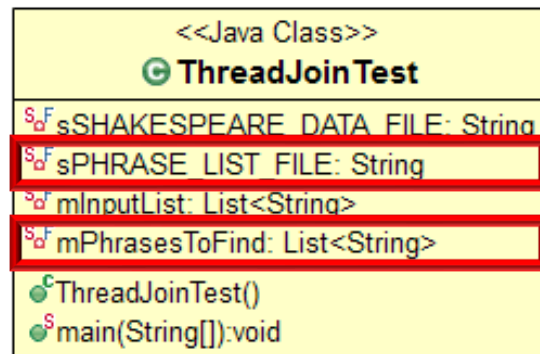 <<Java Class>>
C ThreadJoinTest
S F sSHAKESPEARE_DATA_FILE: String
S F sPHRASE_LIST_FILE: String
S F mInputList: List<String>
S F mPhrasesToFind: List<String>
C ThreadJoinTest()
S main(String[]):void